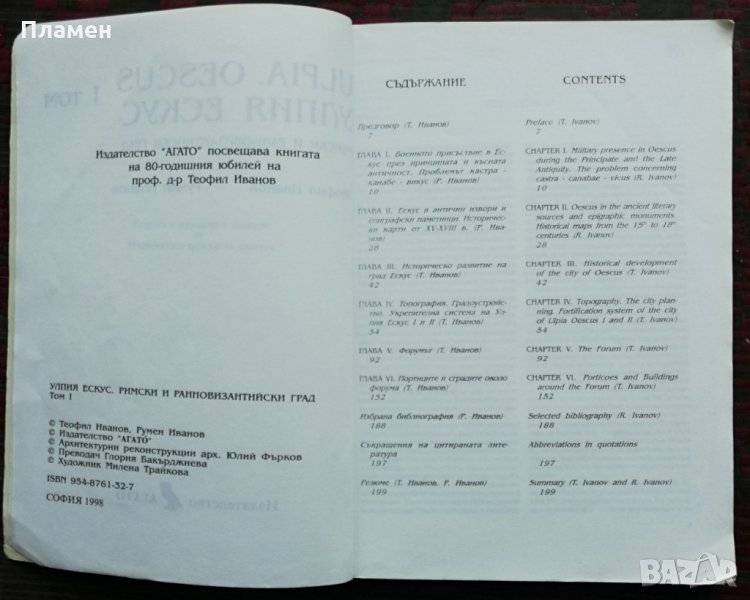 Пламен
Издателство "АГАТО" посвещава книгата
на 80-годишния юбилей на
проф. д-р Теофил Иванов
УЛПИЯ ЕСКУС. РИМСКИ И РАННОВИЗАНТИЙСКИ ГРАД
Том I
© Теофил Иванов, Румен Иванов
© Издателство "АГАТО"
© Архитектурни реконструкции арх. Юлий Фърков
© Преводач Глория Бакърджиева
© Художник Милена Трайкова
ISBN 954-8761-32-7
СОФИЯ 1998
СЪДЪРЖАНИЕ
Предговор (Т. Иванов)
7
ГЛАВА I. Военното присъствие в Ес-
кус през принципата и късната
античност. Проблемът кастра -
канабе - викус (Р. Иванов)
10
ГЛАВА II. Ескус в антични извори и
епиграфски паметници. Историчес-
ки карти от XV-XVIII в. (Р. Ива-
нов)
28
ГЛАВА III. Историческо развитие на
град Ескус (Т. Иванов)
42
ГЛАВА IV. Топография. Градоустройс-
тво. Укрепителна система на Ул-
пия Ескус I и II (Т. Иванов)
54
ГЛАВА V. Форумът (Т. Иванов)
92
ГЛАВА VI. Портиците и сградите около
форума (Т. Иванов)
152
Избрана библиография (Р. Иванов)
188
Съкращения на цитираната лите-
ратура
197
Резюме (Т. Иванов, Р. Иванов)
199
CONTENTS
Preface (T. Ivanov)
7
CHAPTER I. Military presence in Oescus
during the Principate and the Late
Antiquity. The problem concerning
castra - canabae - vicus (R. Ivanov)
10
CHAPTER II. Oescus in the ancient literary
sources and epigraphic monuments.
Historical maps from the 15th to 18th
centuries (R. Ivanov)
28
CHAPTER III. Historical development
of the city of Oescus (T. Ivanov)
42
CHAPTER IV. Topography. The city plan-
ning. Fortification system of the city
of Ulpia Oescus I and II (T. Ivanov)
54
CHAPTER V. The Forum (T. Ivanov)
92
CHAPTER VI. Porticoes and Buildings
around the Forum (T. Ivanov)
152
Selected bibliography (R. Ivanov)
188
Abbreviations in quotations
197
Summary (T. Ivanov and R. Ivanov)
199
BAZAR